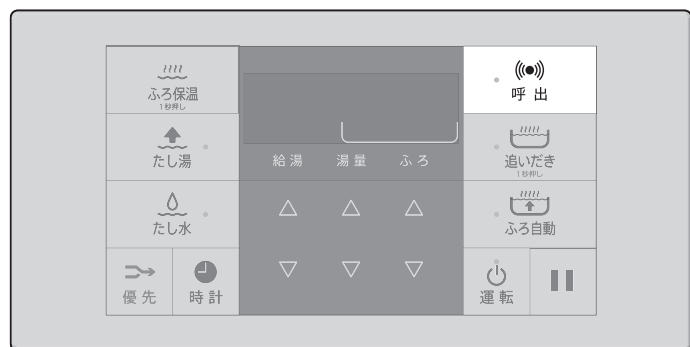 ふろ保温
1秒押し
たし湯
たし水
優先
時計
給湯 湯量 ふろ
呼出
追いだき
1秒押し
ふろ自動
運転